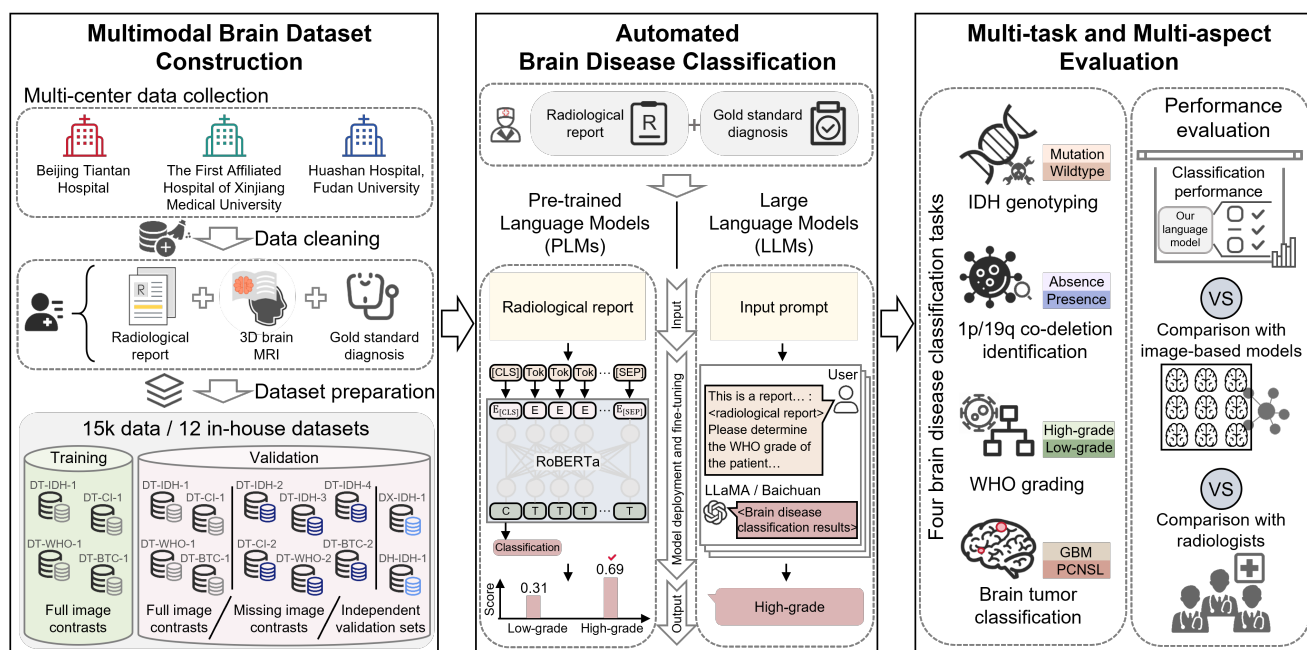 Multimodal Brain Dataset
Construction
Multi-center data collection
Beijing Tiantan
Hospital
The First Affiliated
Hospital of Xinjiang
Medical University
Huashan Hospital,
Fudan University
Data cleaning
R
Radiological
report
3D brain
MRI
Gold standard
diagnosis
Dataset preparation
15k data / 12 in-house datasets
Training
DT-IDH-1
DT-CI-1
DT-WHO-1
DT-BTC-1
Full image
contrasts
Validation
DT-IDH-1
DT-CI-1
DT-WHO-1
DT-BTC-1
Full image
contrasts
DT-IDH-2
DT-IDH-3
DT-IDH-4
DT-CI-2
DT-WHO-2
DT-BTC-2
Missing image
contrasts
DX-IDH-1
DH-IDH-1
Independent
validation sets
Automated
Brain Disease Classification
Radiological
report
R
+
Gold standard
diagnosis
Pre-trained
Language Models
(PLMs)
Large
Language Models
(LLMs)
Radiological report
[CLS] Tok Tok Tok ... [SEP]
E[CLS] E E E ... E[SEP]
RoBERTa
C T T T ... T
Classification
Score
0.31
0.69
Low-grade High-grade
Input
Model deployment and fine-tuning
Output
Input prompt
User
This is a report... :
<radiological report>
Please determine
the WHO grade of
the patient...
LLaMA / Baichuan
<Brain disease
classification results>
High-grade
Multi-task and Multi-aspect
Evaluation
Four brain disease classification tasks
Mutation
Wildtype
IDH genotyping
Absence
Presence
1p/19q co-deletion
identification
High-grade
Low-grade
WHO grading
GBM
PCNSL
Brain tumor
classification
Performance
evaluation
Classification
performance
Our
language
model
VS
Comparison with
image-based models
VS
Comparison with
radiologists